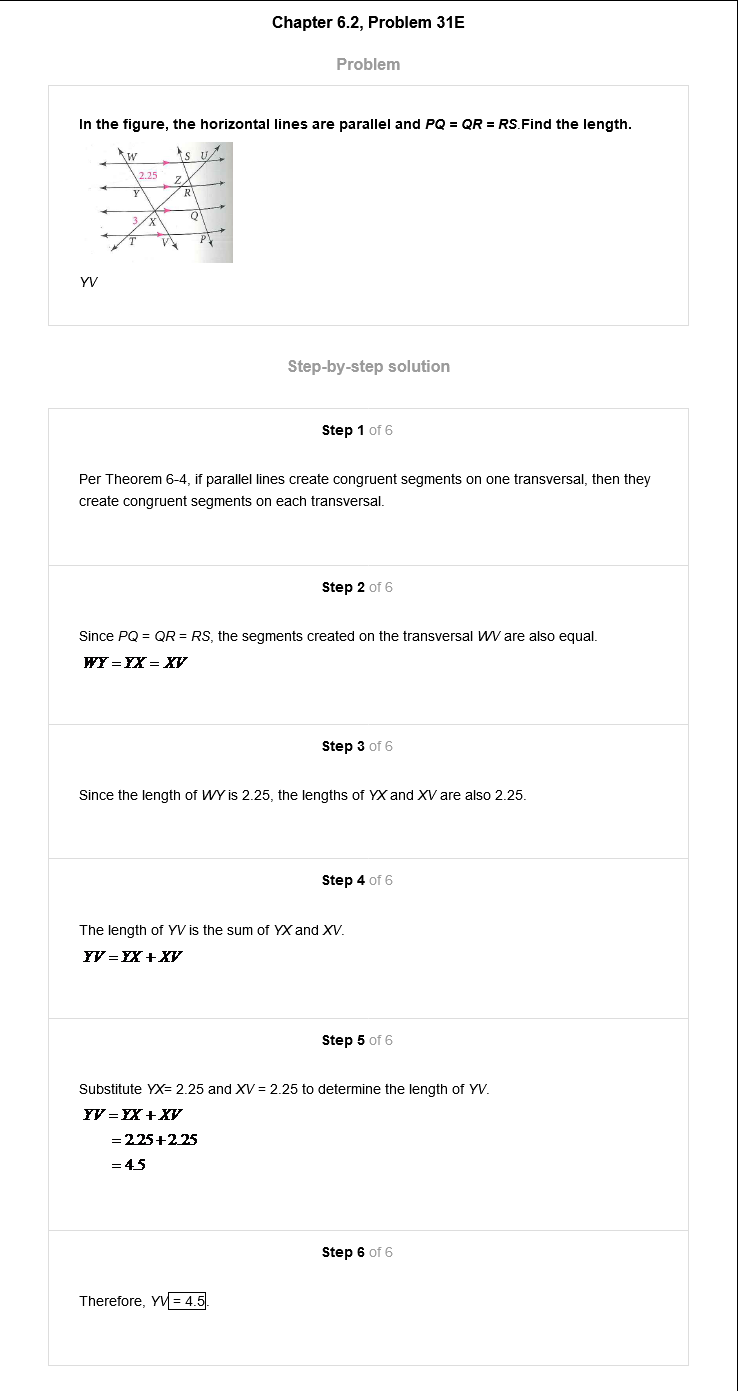 Chapter 6.2, Problem 31E
Problem
In the figure, the horizontal lines are parallel and PQ = QR = RS.Find the length.
W S U
2.25 Z
Y R
3 X Q
T V P
YV
Step-by-step solution
Step 1 of 6
Per Theorem 6-4, if parallel lines create congruent segments on one transversal, then they
create congruent segments on each transversal.
Step 2 of 6
Since PQ = QR = RS, the segments created on the transversal WV are also equal.
WY = YX = XV
Step 3 of 6
Since the length of WY is 2.25, the lengths of YX and XV are also 2.25.
Step 4 of 6
The length of YV is the sum of YX and XV.
YV = YX + XV
Step 5 of 6
Substitute YX= 2.25 and XV = 2.25 to determine the length of YV.
YV = YX + XV
= 2.25 + 2.25
= 4.5
Step 6 of 6
Therefore, YV = 4.5.